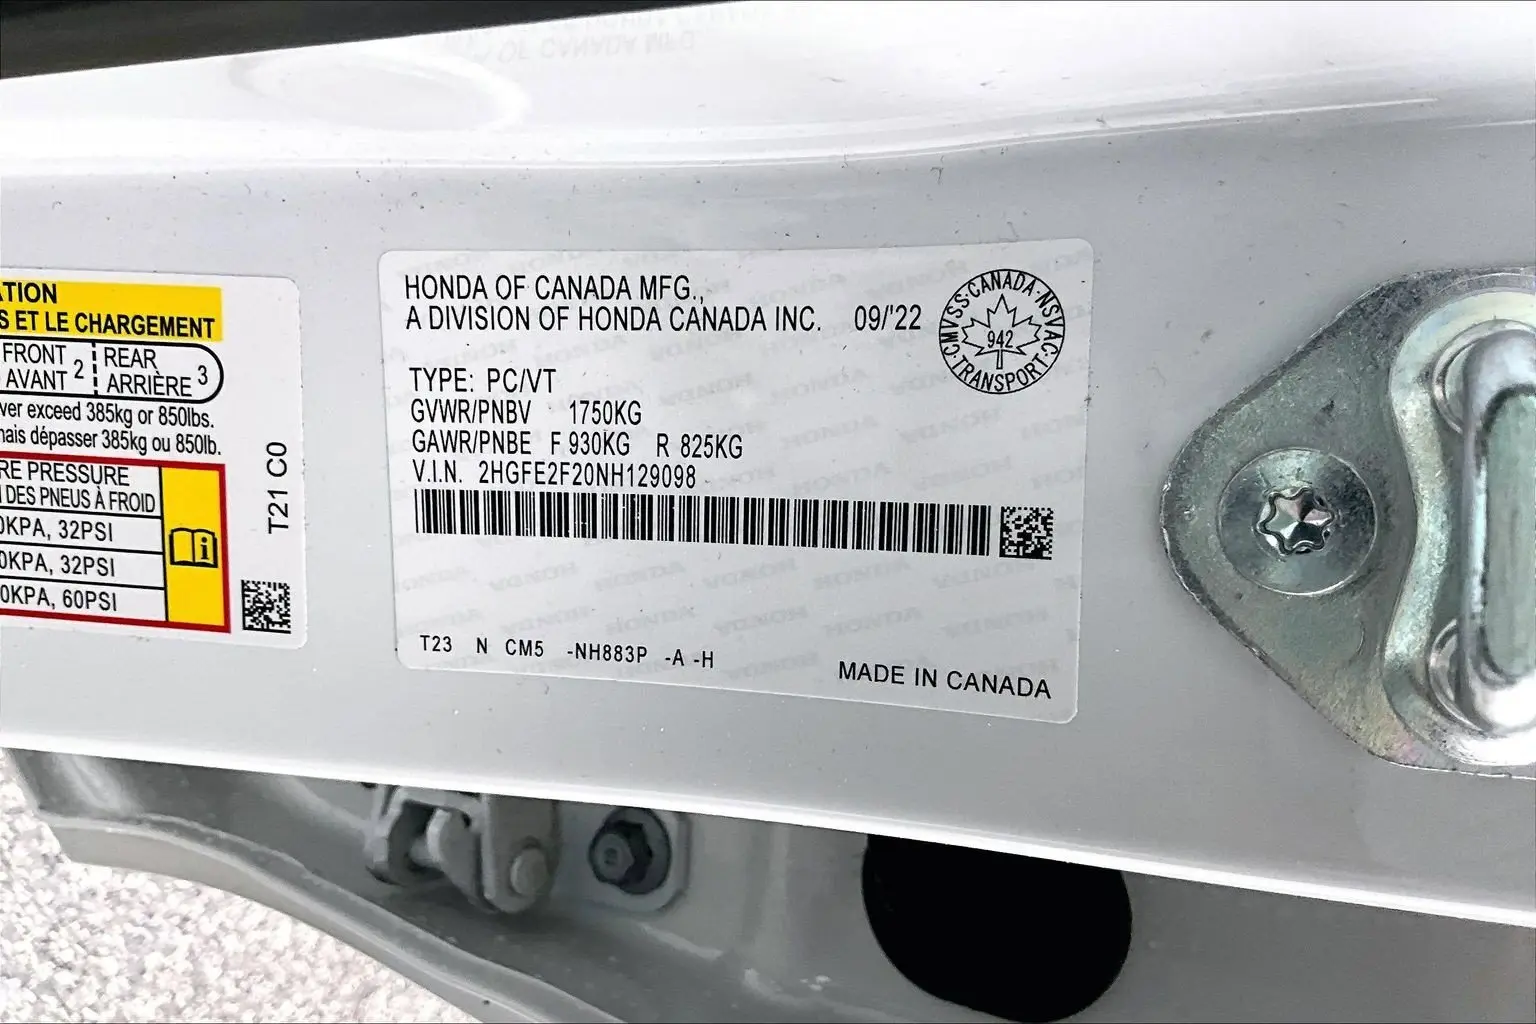 ATION
S ET LE CHARGEMENT
FRONT
AVANT 2
REAR
ARRIÈRE 3
ver exceed 385kg or 850lbs.
mais dépasser 385kg ou 850lb.
RE PRESSURE
DES PNEUS À FROID
0KPA, 32PSI
0KPA, 32PSI
0KPA, 60PSI
T21 C0
HONDA OF CANADA MFG.,
A DIVISION OF HONDA CANADA INC. 09/'22
CMVSS·CANADA·NSVAC·TRANSPORT
942
TYPE: PC/VT
GVWR/PNBV 1750KG
GAWR/PNBE F 930KG R 825KG
V.I.N. 2HGFE2F20NH129098
T23 N CM5 -NH883P -A -H
MADE IN CANADA